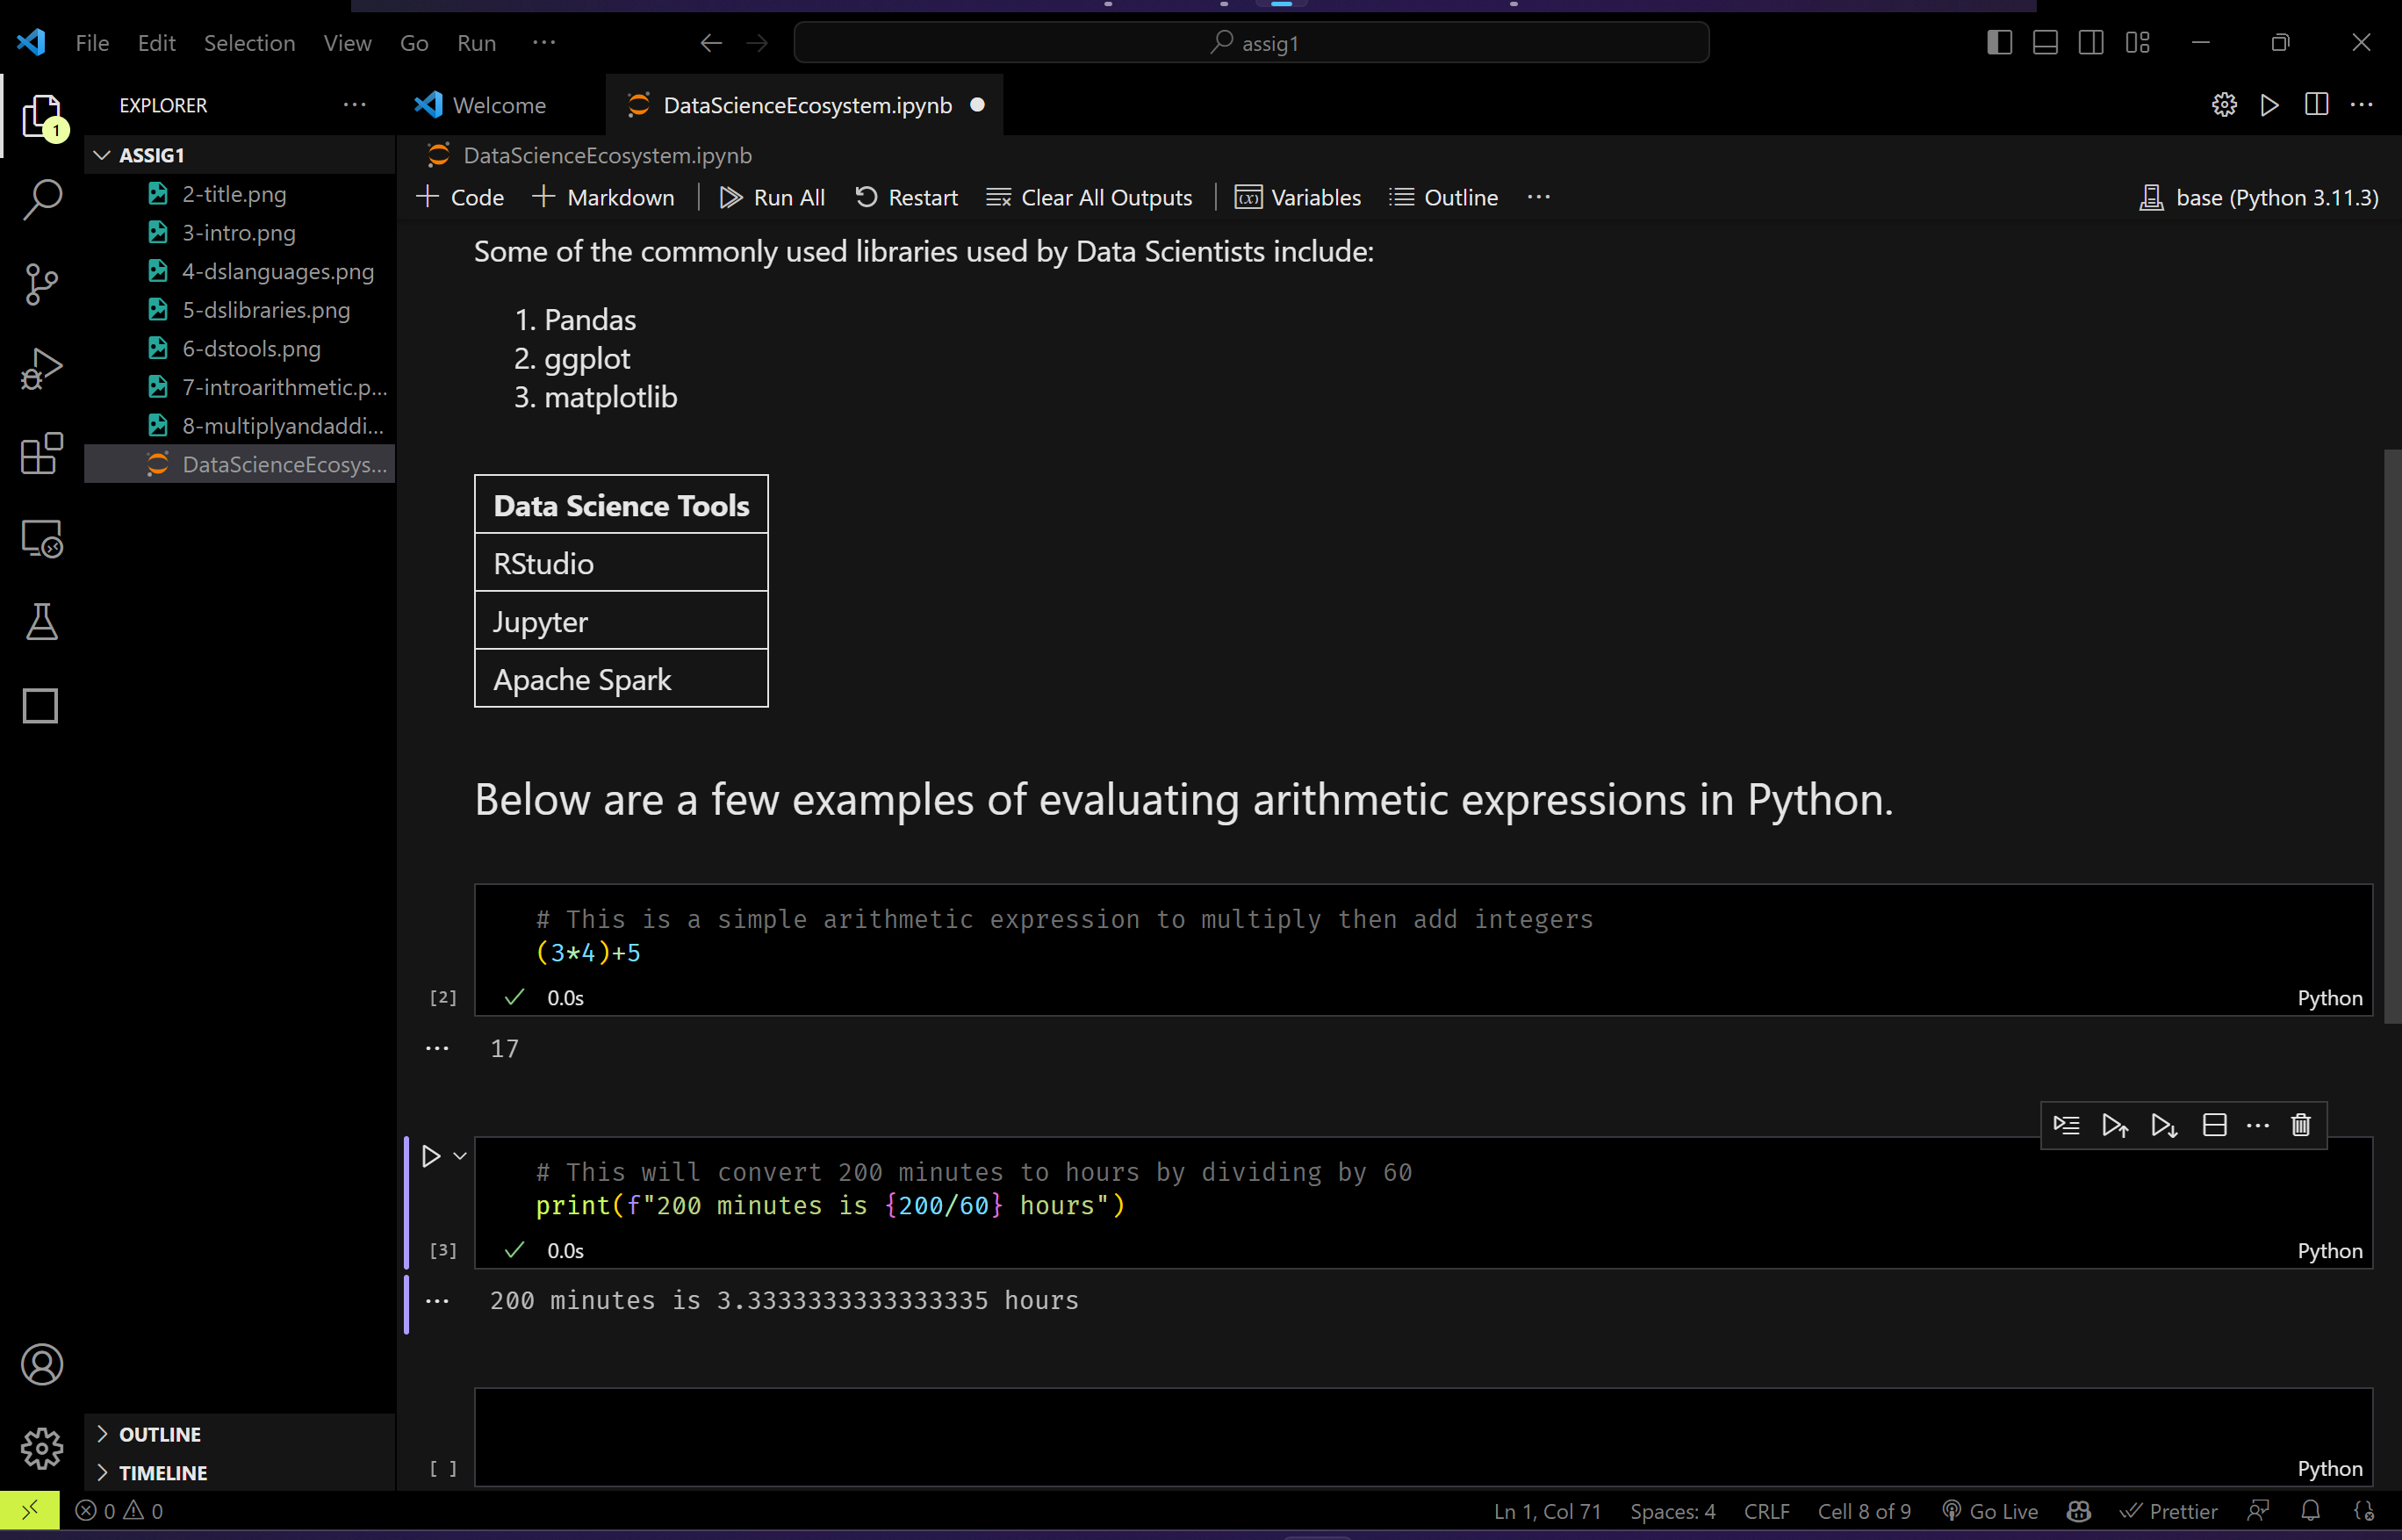 File Edit Selection View Go Run ···
assig1
EXPLORER ···
Welcome
DataScienceEcosystem.ipynb
1
ASSIG1
2-title.png
3-intro.png
4-dslanguages.png
5-dslibraries.png
6-dstools.png
7-introarithmetic.p...
8-multiplyandaddi...
DataScienceEcosys...
DataScienceEcosystem.ipynb
Code Markdown Run All Restart Clear All Outputs Variables Outline ···
base (Python 3.11.3)
Some of the commonly used libraries used by Data Scientists include:
1. Pandas
2. ggplot
3. matplotlib
Data Science Tools
RStudio
Jupyter
Apache Spark
Below are a few examples of evaluating arithmetic expressions in Python.
# This is a simple arithmetic expression to multiply then add integers
(3*4)+5
[2] 0.0s Python
17
# This will convert 200 minutes to hours by dividing by 60
print(f"200 minutes is {200/60} hours")
[3] 0.0s Python
200 minutes is 3.3333333333333335 hours
[ ] Python
OUTLINE
TIMELINE
0 0
Ln 1, Col 71 Spaces: 4 CRLF Cell 8 of 9 Go Live Prettier